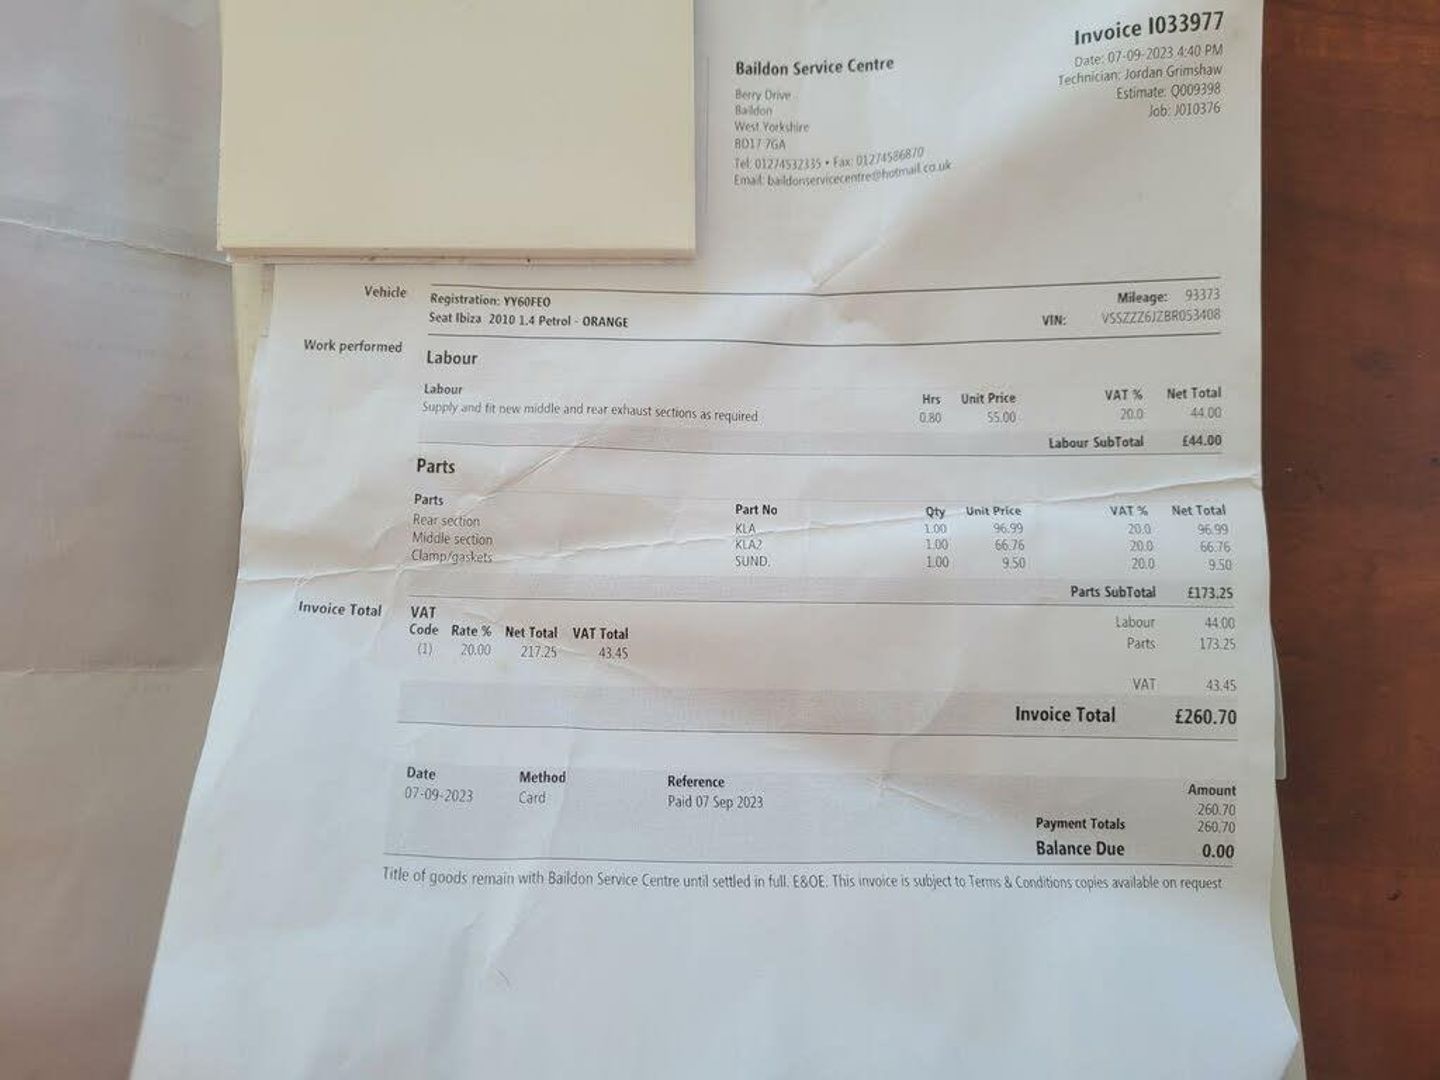 Invoice I033977
Date: 07-09-2023 4:40 PM
Technician: Jordan Grimshaw
Estimate: Q009398
Job: J010376
Baildon Service Centre
Berry Drive
Baildon
West Yorkshire
BD17 7GA
Tel: 01274532335 • Fax: 01274586870
Email: baildonservicecentre@hotmail.co.uk
Vehicle
Registration: YY60FEO
Seat Ibiza 2010 1.4 Petrol - ORANGE
Mileage: 93373
VIN: VSSZZZ6JZBR053408
Work performed
Labour
Labour Hrs Unit Price VAT % Net Total
Supply and fit new middle and rear exhaust sections as required 0.80 55.00 20.0 44.00
Labour SubTotal £44.00
Parts
Parts Part No Qty Unit Price VAT % Net Total
Rear section KLA 1.00 96.99 20.0 96.99
Middle section KLA2 1.00 66.76 20.0 66.76
Clamp/gaskets SUND. 1.00 9.50 20.0 9.50
Parts SubTotal £173.25
Invoice Total
VAT
Code Rate % Net Total VAT Total
(1) 20.00 217.25 43.45
Labour 44.00
Parts 173.25
VAT 43.45
Invoice Total £260.70
Date Method Reference Amount
07-09-2023 Card Paid 07 Sep 2023 260.70
Payment Totals 260.70
Balance Due 0.00
Title of goods remain with Baildon Service Centre until settled in full. E&OE. This invoice is subject to Terms & Conditions copies available on request